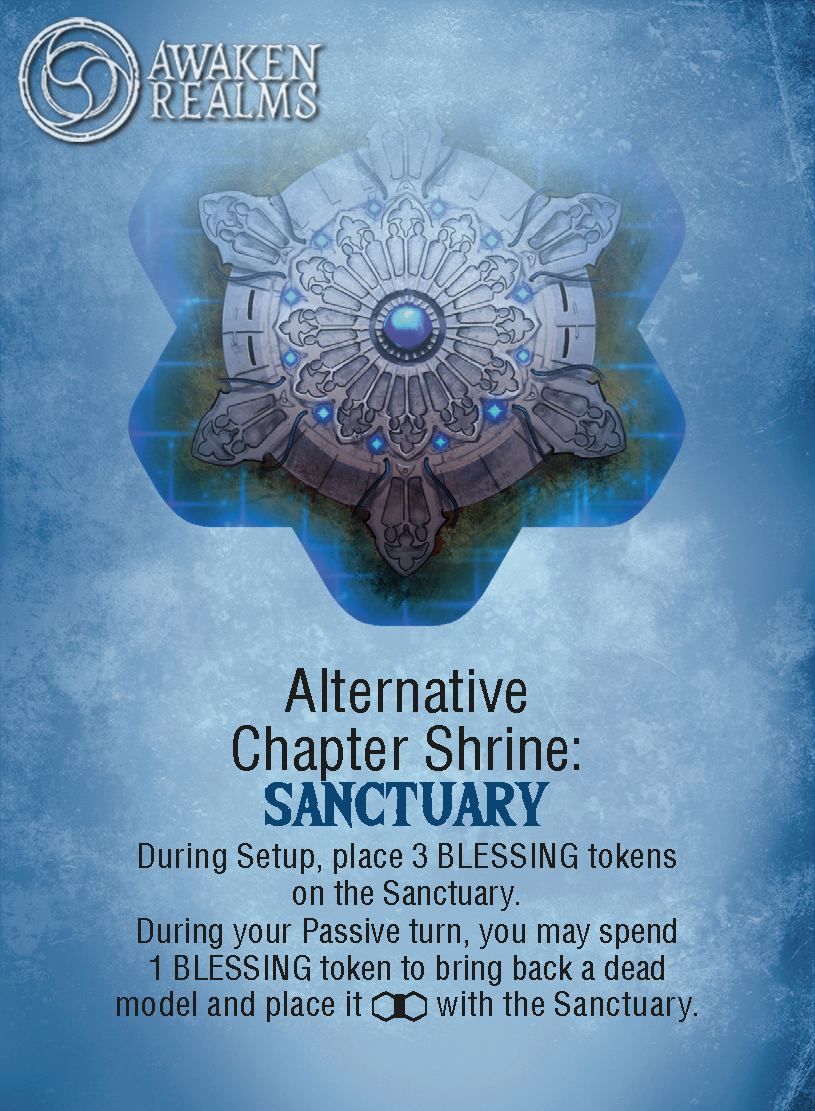 AWAKEN
REALMS
Alternative
Chapter Shrine:
SANCTUARY
During Setup, place 3 BLESSING tokens
on the Sanctuary.
During your Passive turn, you may spend
1 BLESSING token to bring back a dead
model and place it with the Sanctuary.